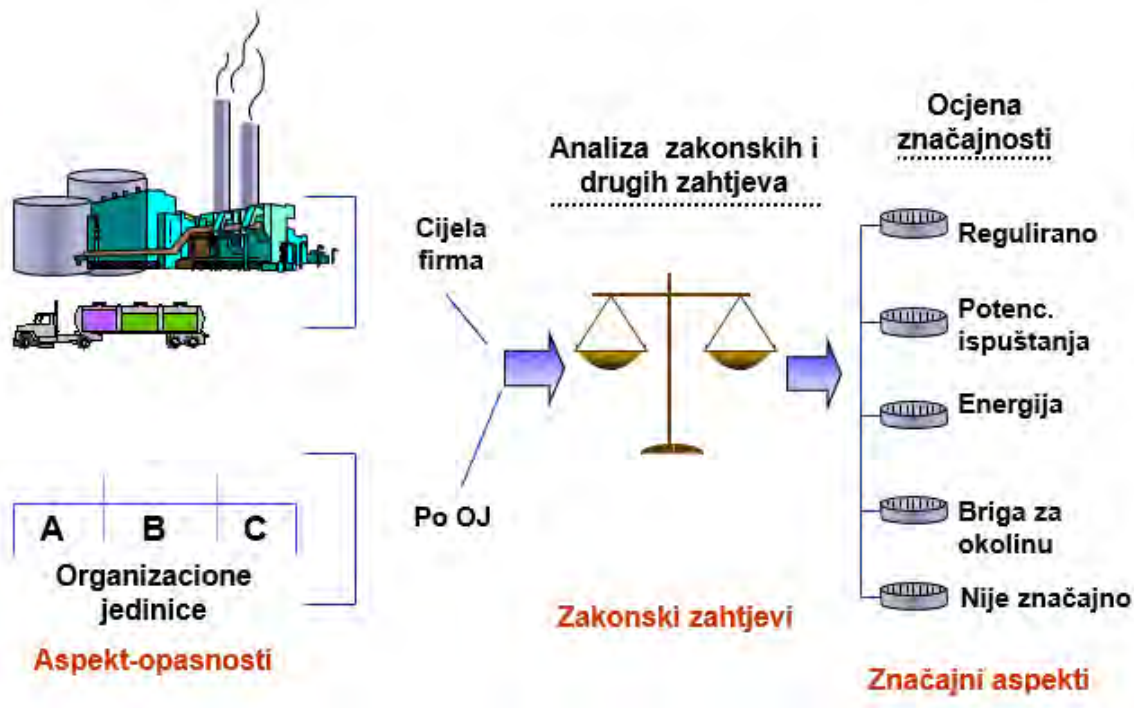 Cijela
firma
Po OJ
A B C
Organizacione
jedinice
Aspekt-opasnosti
Analiza zakonskih i
drugih zahtjeva
Zakonski zahtjevi
Ocjena
značajnosti
Regulirano
Potenc.
ispuštanja
Energija
Briga za
okolinu
Nije značajno
Značajni aspekti